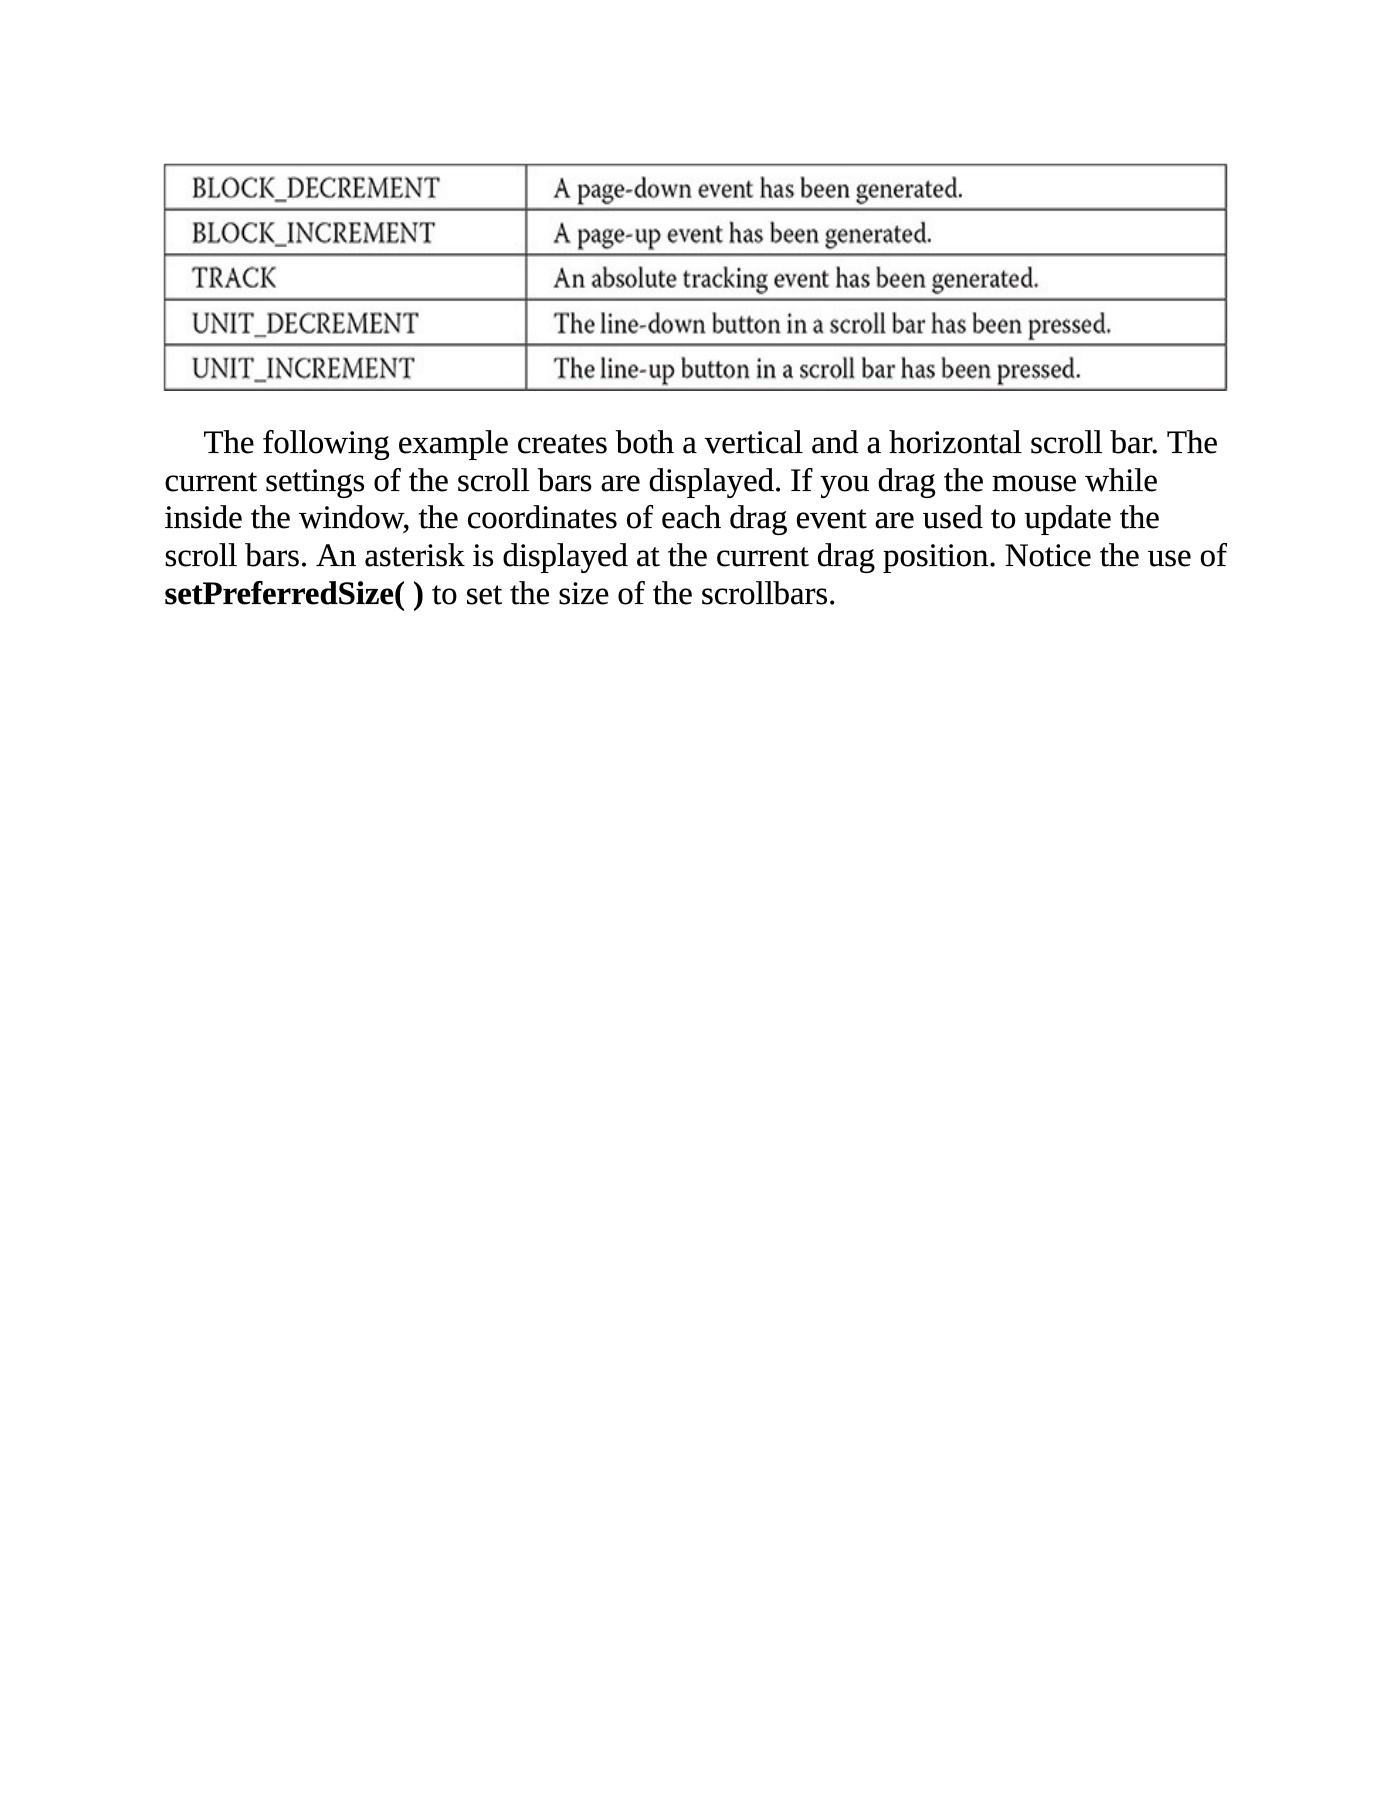 BLOCK_DECREMENT A page-down event has been generated.
BLOCK_INCREMENT A page-up event has been generated.
TRACK An absolute tracking event has been generated.
UNIT_DECREMENT The line-down button in a scroll bar has been pressed.
UNIT_INCREMENT The line-up button in a scroll bar has been pressed.
The following example creates both a vertical and a horizontal scroll bar. The
current settings of the scroll bars are displayed. If you drag the mouse while
inside the window, the coordinates of each drag event are used to update the
scroll bars. An asterisk is displayed at the current drag position. Notice the use of
setPreferredSize( ) to set the size of the scrollbars.